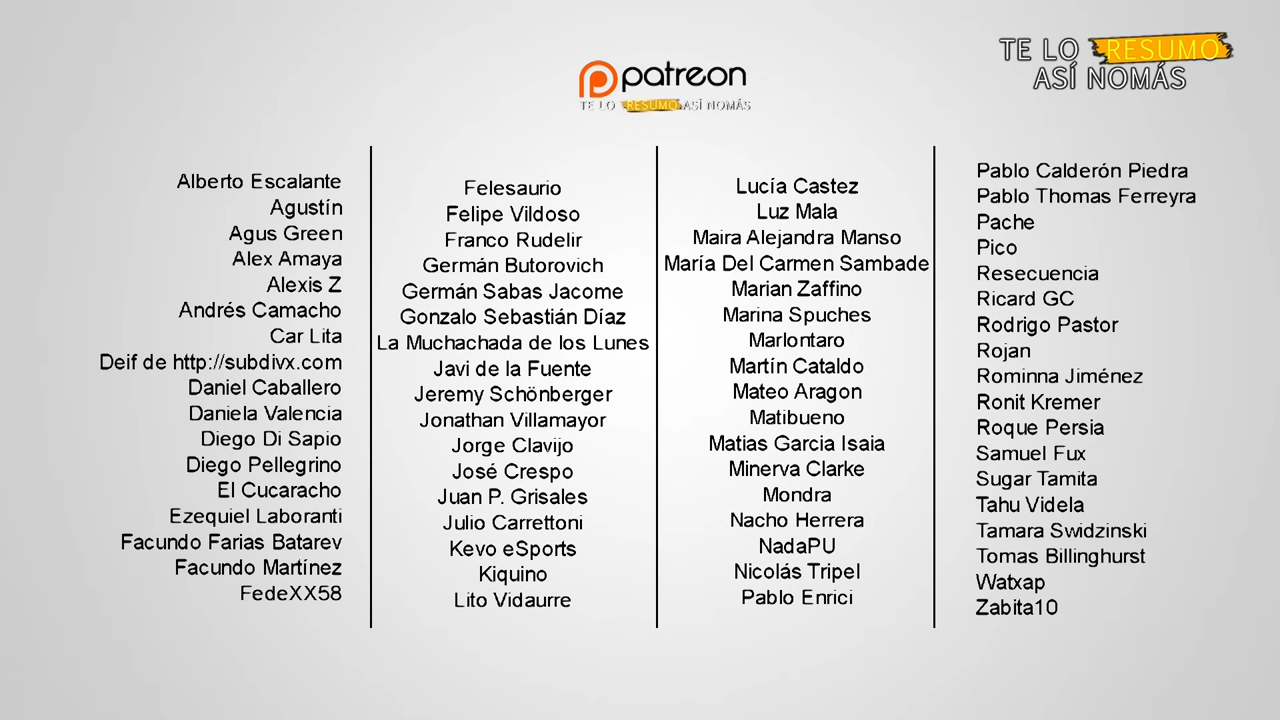 TE LO RESUMO
ASÍ NOMÁS
patreon
TE LO RESUMO ASÍ NOMÁS
Alberto Escalante
Agustín
Agus Green
Alex Amaya
Alexis Z
Andrés Camacho
Car Lita
Deif de http://subdivx.com
Daniel Caballero
Daniela Valencia
Diego Di Sapio
Diego Pellegrino
El Cucaracho
Ezequiel Laboranti
Facundo Farias Batarev
Facundo Martínez
FedeXX58
Felesaurio
Felipe Vildoso
Franco Rudelir
Germán Butorovich
Germán Sabas Jacome
Gonzalo Sebastián Díaz
La Muchachada de los Lunes
Javi de la Fuente
Jeremy Schönberger
Jonathan Villamayor
Jorge Clavijo
José Crespo
Juan P. Grisales
Julio Carrettoni
Kevo eSports
Kiquino
Lito Vidaurre
Lucía Castez
Luz Mala
Maira Alejandra Manso
María Del Carmen Sambade
Marian Zaffino
Marina Spuches
Marlontaro
Martín Cataldo
Mateo Aragon
Matibueno
Matias Garcia Isaia
Minerva Clarke
Mondra
Nacho Herrera
NadaPU
Nicolás Tripel
Pablo Enrici
Pablo Calderón Piedra
Pablo Thomas Ferreyra
Pache
Pico
Resecuencia
Ricard GC
Rodrigo Pastor
Rojan
Rominna Jiménez
Ronit Kremer
Roque Persia
Samuel Fux
Sugar Tamita
Tahu Videla
Tamara Swidzinski
Tomas Billinghurst
Watxap
Zabita10